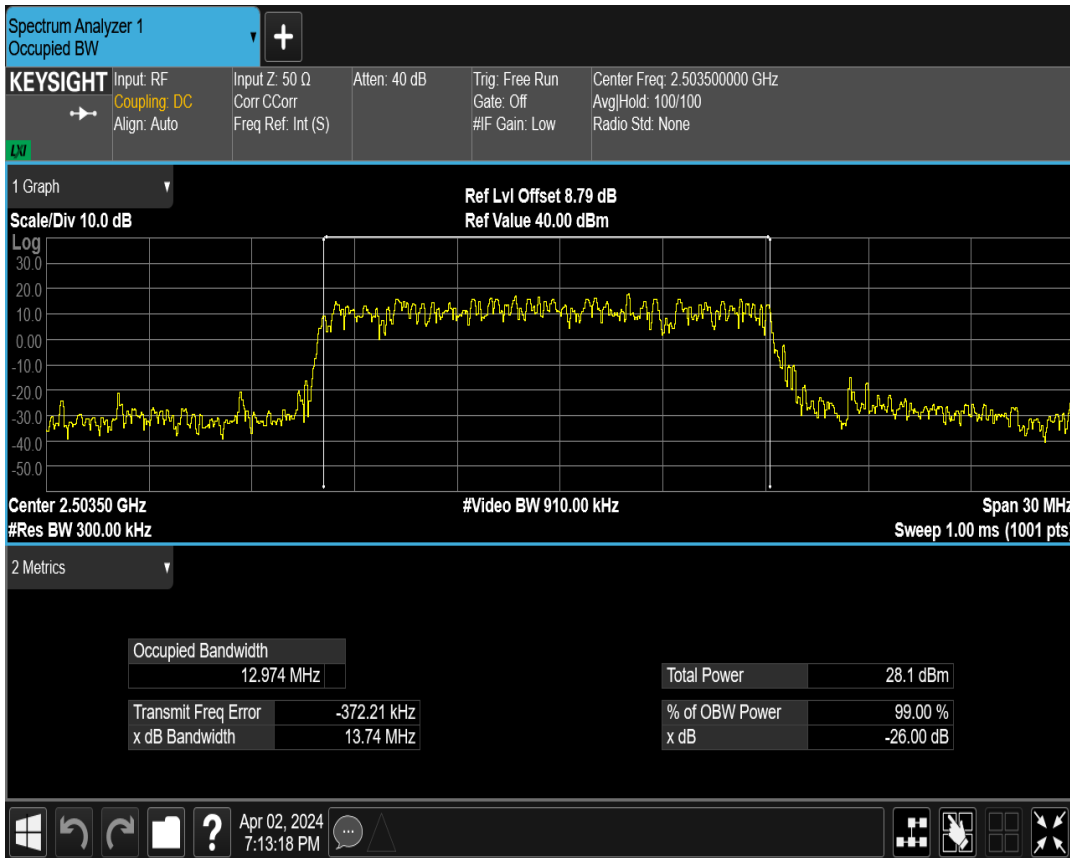 Spectrum Analyzer 1
Occupied BW
+
KEYSIGHT
LXI
Input: RF
Coupling: DC
Align: Auto
Input Z: 50 Ω
Corr CCorr
Freq Ref: Int (S)
Atten: 40 dB
Trig: Free Run
Gate: Off
#IF Gain: Low
Center Freq: 2.503500000 GHz
Avg|Hold: 100/100
Radio Std: None
1 Graph
Scale/Div 10.0 dB
Ref Lvl Offset 8.79 dB
Ref Value 40.00 dBm
Log
30.0
20.0
10.0
0.00
-10.0
-20.0
-30.0
-40.0
-50.0
Center 2.50350 GHz
#Video BW 910.00 kHz
Span 30 MHz
#Res BW 300.00 kHz
Sweep 1.00 ms (1001 pts)
2 Metrics
Occupied Bandwidth
12.974 MHz
Total Power 28.1 dBm
Transmit Freq Error -372.21 kHz
% of OBW Power 99.00 %
x dB Bandwidth 13.74 MHz
x dB -26.00 dB
?
Apr 02, 2024
7:13:18 PM